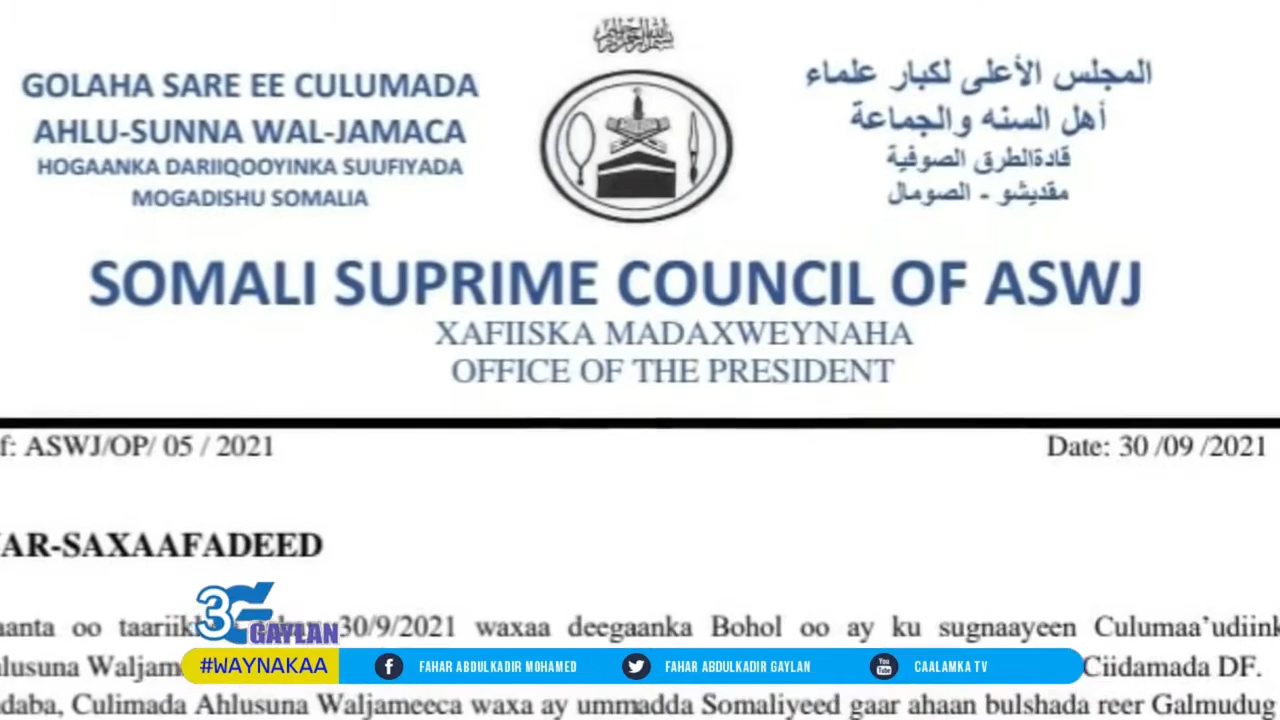 GOLAHA SARE EE CULUMADA
AHLU-SUNNA WAL-JAMACA
HOGAANKA DARIIQOOYINKA SUUFIYADA
MOGADISHU SOMALIA
المجلس الأعلى لكبار علماء
أهل السنه والجماعة
قادةالطرق الصوفية
مقديشو - الصومال
SOMALI SUPREME COUNCIL OF ASWJ
XAFIISKA MADAXWEYNAHA
OFFICE OF THE PRESIDENT
f: ASWJ/OP/ 05 / 2021
Date: 30 /09 /2021
AR-SAXAAFADEED
aanta oo 30/9/2021 waxaa deegaanka Bohol oo ay ku sugnaayeen Culumaa'udiink
GAYLAN
lusuna Waljam Ciidamada DF.
#WAYNAKAA
FAHAR ABDULKADIR MOHAMED
FAHAR ABDULKADIR GAYLAN
You Tube
CAALAMKA TV
daba, Culimada Ahlusuna Waljameeca waxa ay ummadda Somaliyeed gaar ahaan bulshada reer Galmudug